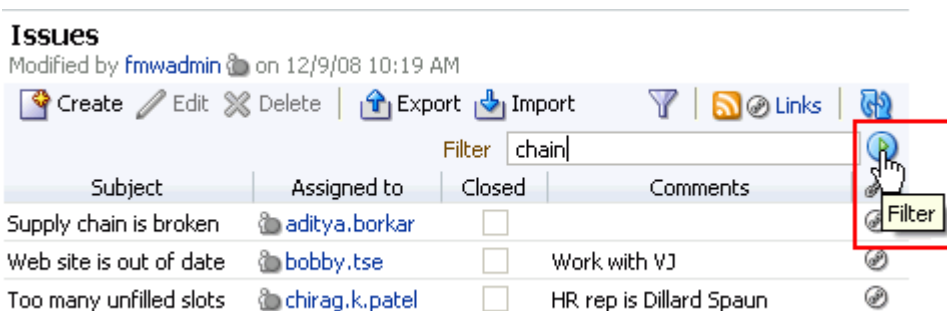 Issues
Modified by fmwadmin on 12/9/08 10:19 AM
Create Edit Delete Export Import Links
Filter chain
Subject Assigned to Closed Comments
Filter
Supply chain is broken aditya.borkar
Web site is out of date bobby.tse Work with VJ
Too many unfilled slots chirag.k.patel HR rep is Dillard Spaun